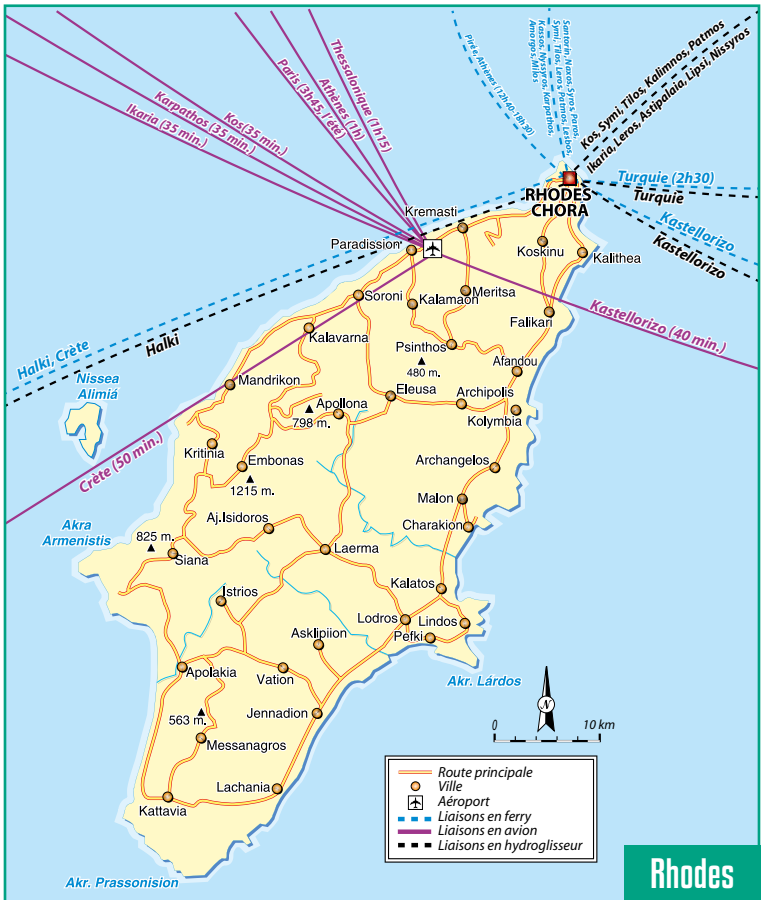 Thessalonique (1h15)
Athènes (1h)
Paris (3h45, l'été)
Kos(35 min.)
Karpathos (35 min.)
Ikaria (35 min.)
Pirée, Athènes (12h40-18h30)
Santorin, Naxos, Syros, Paros,
Symi, Tilos, Leros, Patmos, Lesbos,
Kassos, Nyssyros, Karpathos,
Amorgos, Milos
Kos, Symi, Tilos, Kalimnos, Patmos
Ikaria, Leros, Astipalaia, Lipsi, Nissyros
Turquie (2h30)
Turquie
Kastellorizo
Kastellorizo
RHODES
CHORA
Kremasti
Paradission
Koskinu
Kalithea
Soroni
Kalamaon
Meritsa
Kastellorizo (40 min.)
Falikari
Kalavarna
Halki, Crète
Halki
Psinthos
480 m.
Afandou
Nissea
Alimiá
Mandrikon
Eleusa
Archipolis
Apollona
798 m.
Kolymbia
Kritinia
Embonas
1215 m.
Crète (50 min.)
Archangelos
Malon
Charakion
Akra
Armenistis
825 m.
Siana
Aj.Isidoros
Laerma
Kalatos
Istrios
Lodros
Lindos
Pefki
Asklipiion
Apolakia
Vation
Akr. Lárdos
Jennadion
563 m.
Messanagros
N
0 10 km
Lachania
Kattavia
Akr. Prassonision
Route principale
Ville
Aéroport
Liaisons en ferry
Liaisons en avion
Liaisons en hydroglisseur
Rhodes